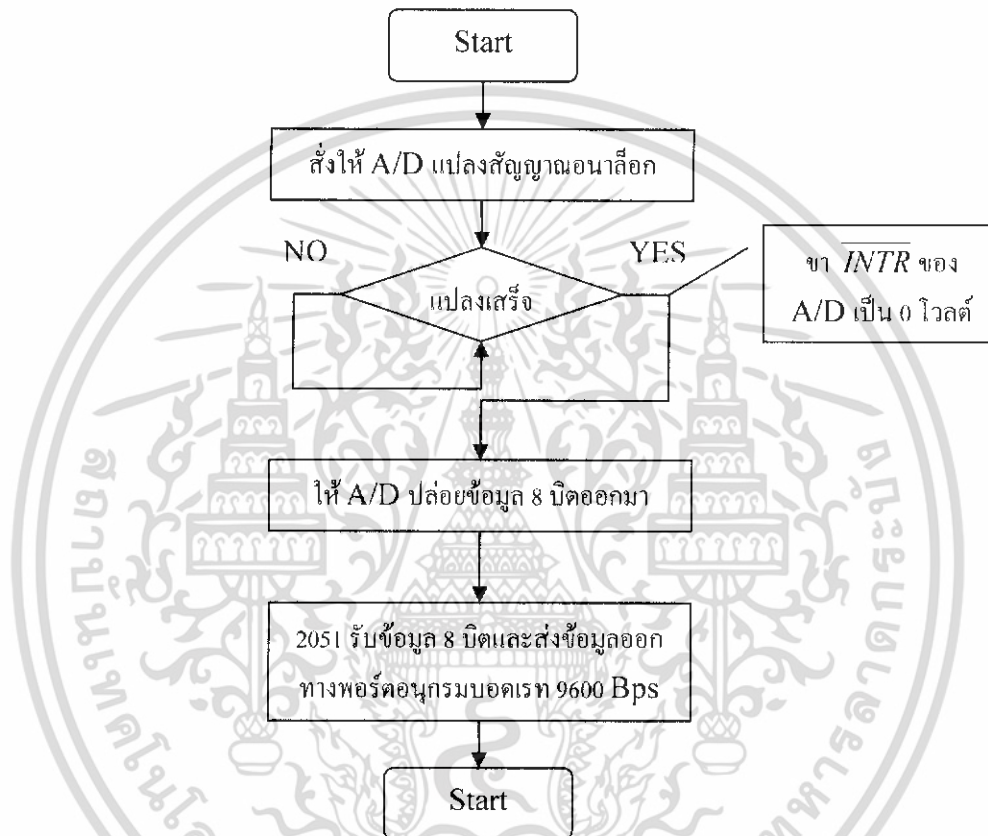 Start
สั่งให้ A/D แปลงสัญญาณอนาล็อก
NO
YES
แปลงเสร็จ
ขา INTR ของ
A/D เป็น 0 โวลต์
ให้ A/D ปล่อยข้อมูล 8 บิตออกมา
2051 รับข้อมูล 8 บิตและส่งข้อมูลออก
ทางพอร์ตอนุกรมบอดเรท 9600 Bps
Start